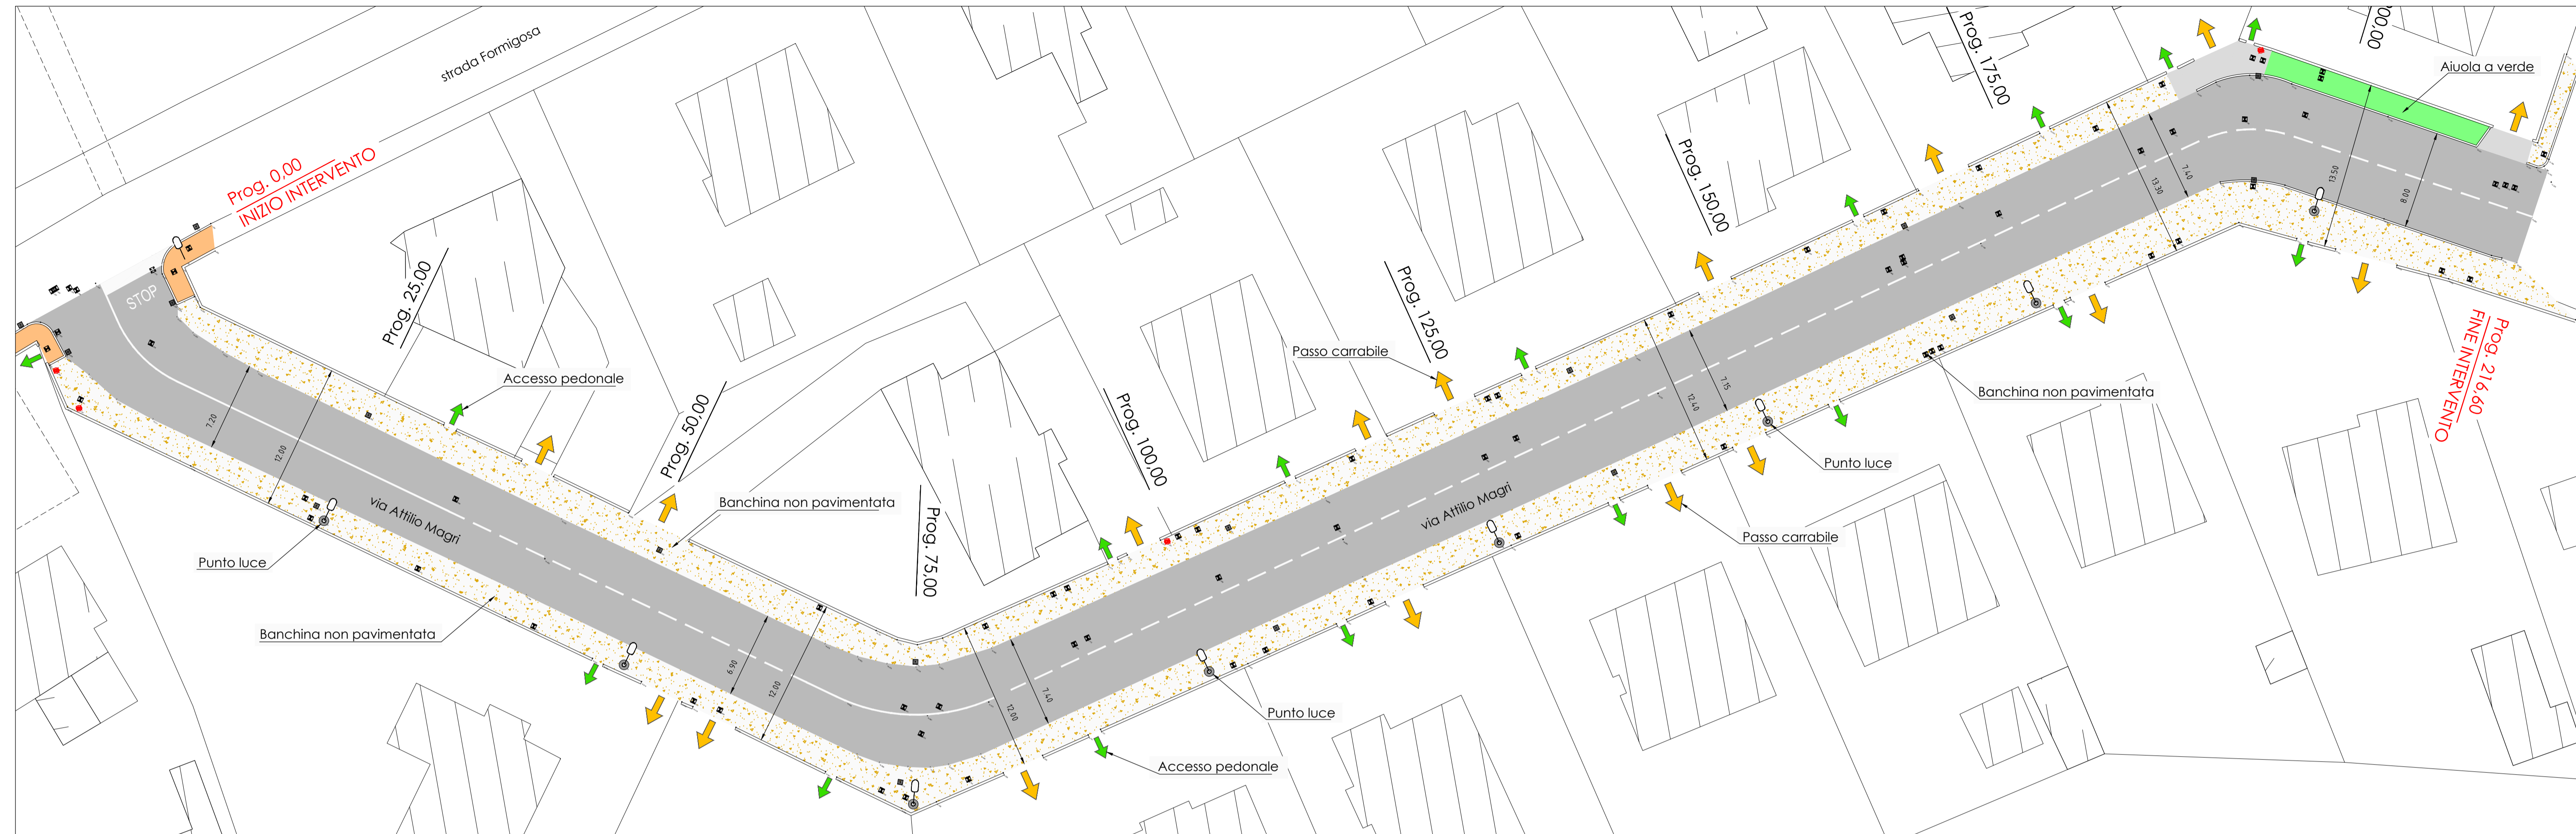 strada Formigosa
Prog. 0,00
INIZIO INTERVENTO
STOP
Prog. 25,00
Accesso pedonale
7.20
12.00
via Attilio Magri
Punto luce
Banchina non pavimentata
Prog. 50,00
Banchina non pavimentata
6.90
12.00
Prog. 75,00
12.00
7.40
Prog. 100,00
Accesso pedonale
Punto luce
Passo carrabile
Prog. 125,00
via Attilio Magri
Prog. 150,00
12.40
7.15
Punto luce
Passo carrabile
Prog. 175,00
13.30
7.40
Banchina non pavimentata
00,00
Aiuola a verde
13.50
8.00
Prog. 216,60
FINE INTERVENTO